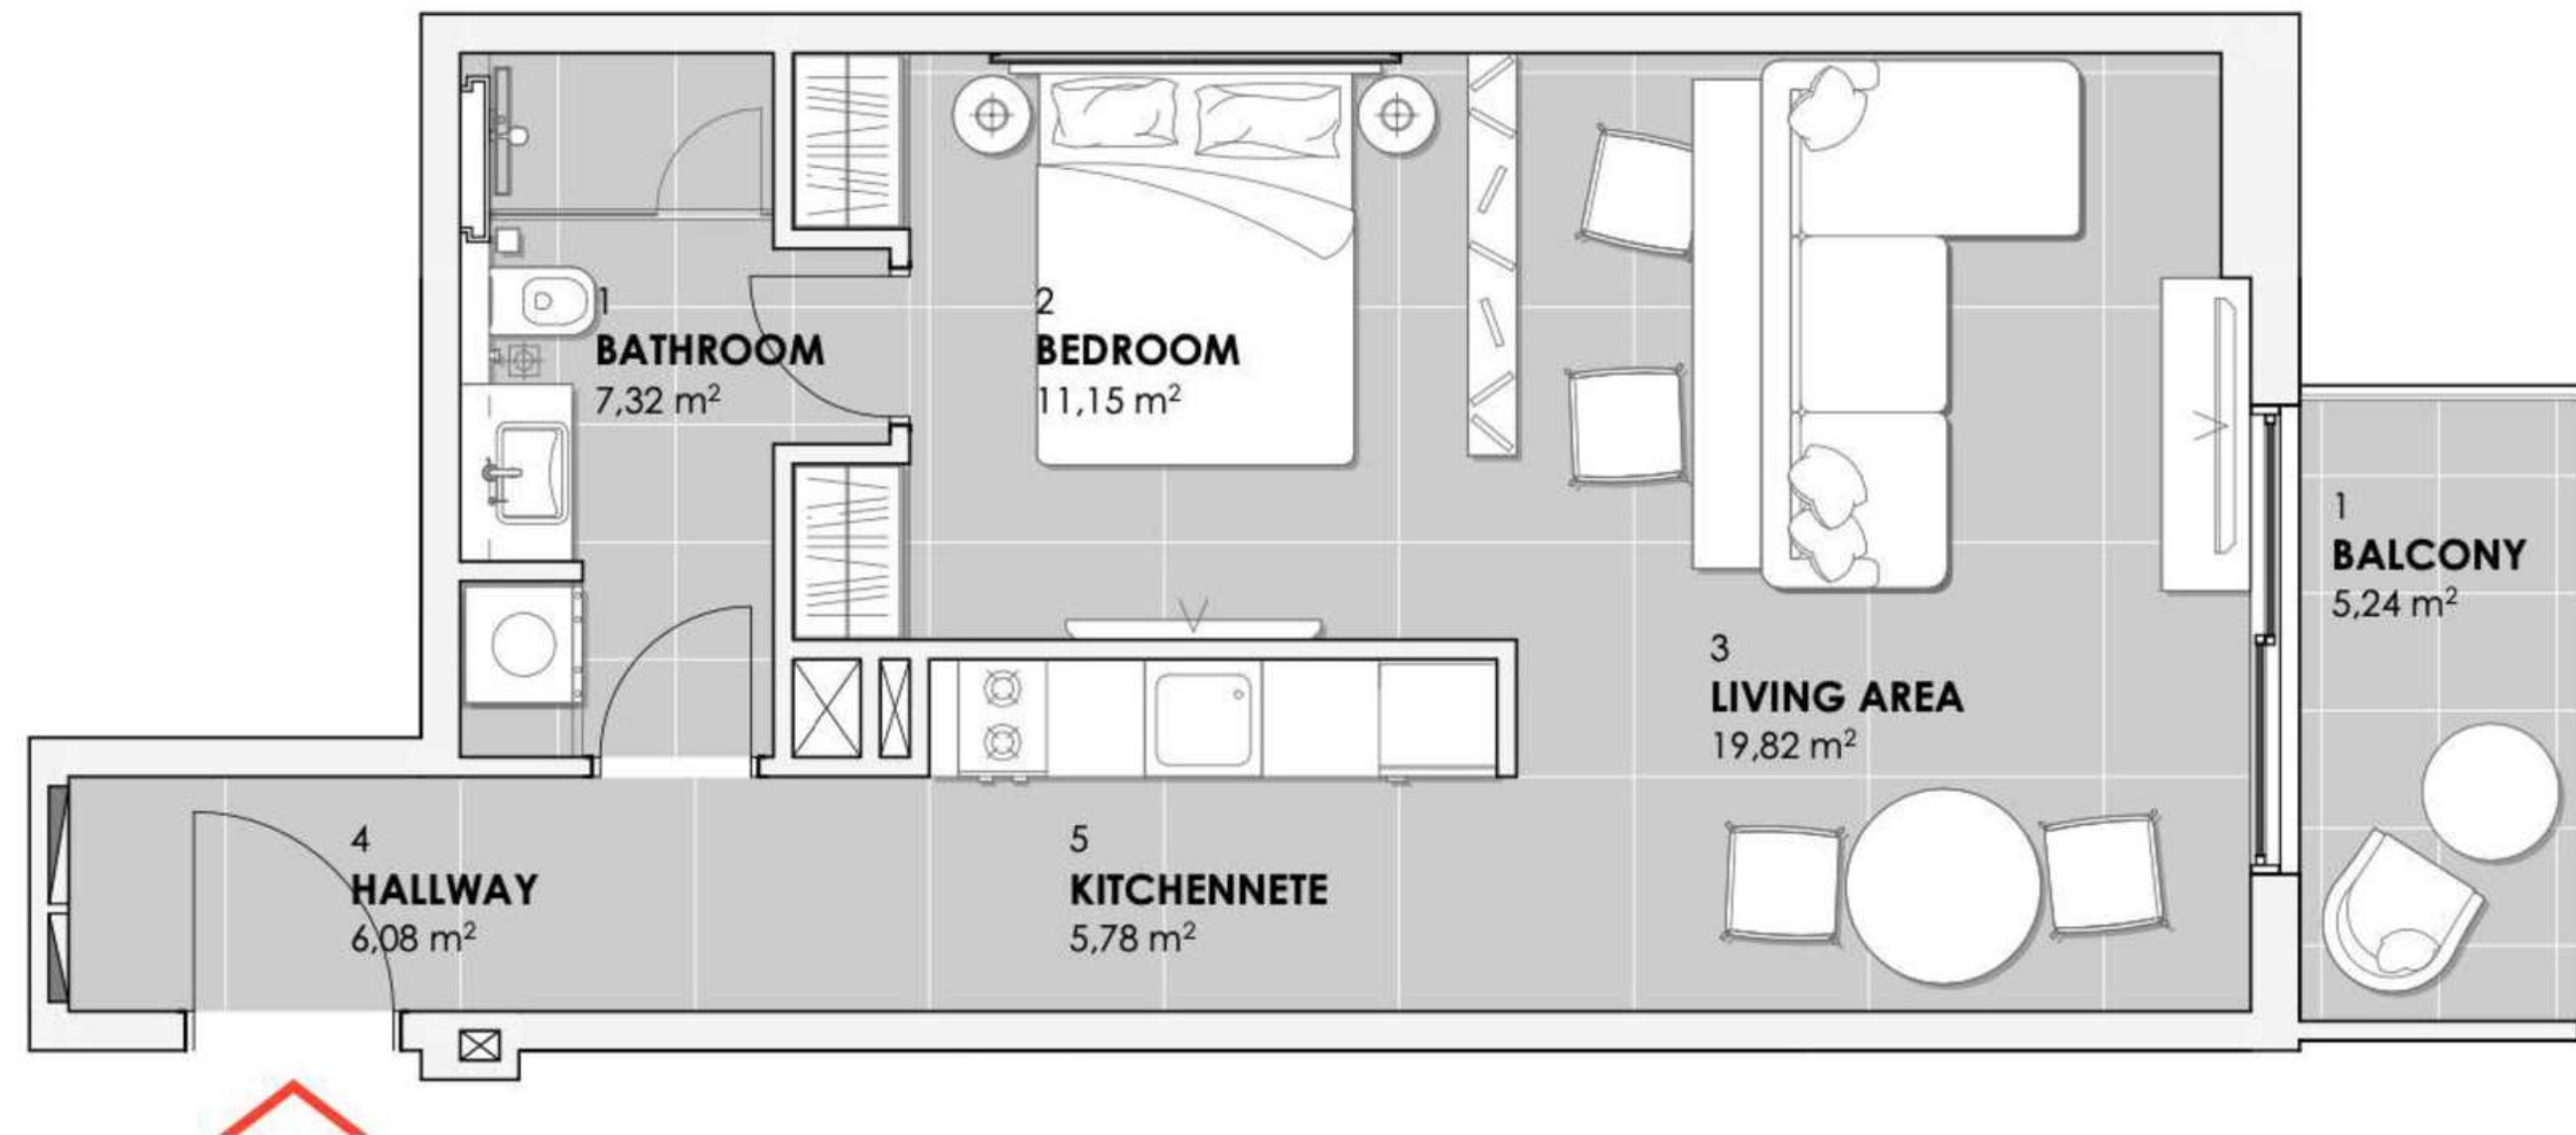 1
BATHROOM
7,32 m²
2
BEDROOM
11,15 m²
3
LIVING AREA
19,82 m²
1
BALCONY
5,24 m²
4
HALLWAY
6,08 m²
5
KITCHENNETE
5,78 m²